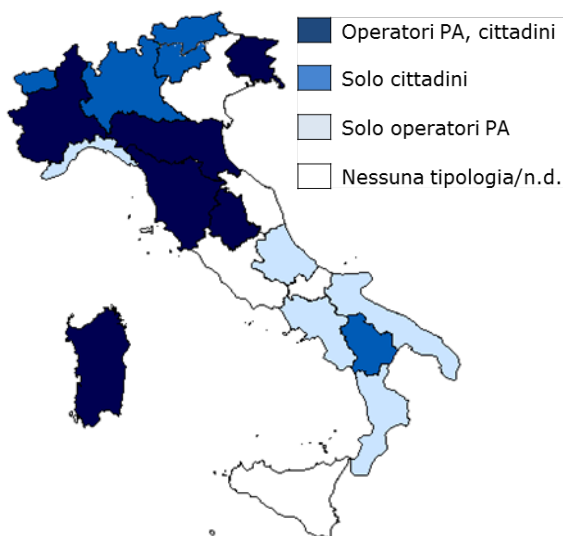 Operatori PA, cittadini
Solo cittadini
Solo operatori PA
Nessuna tipologia/n.d.